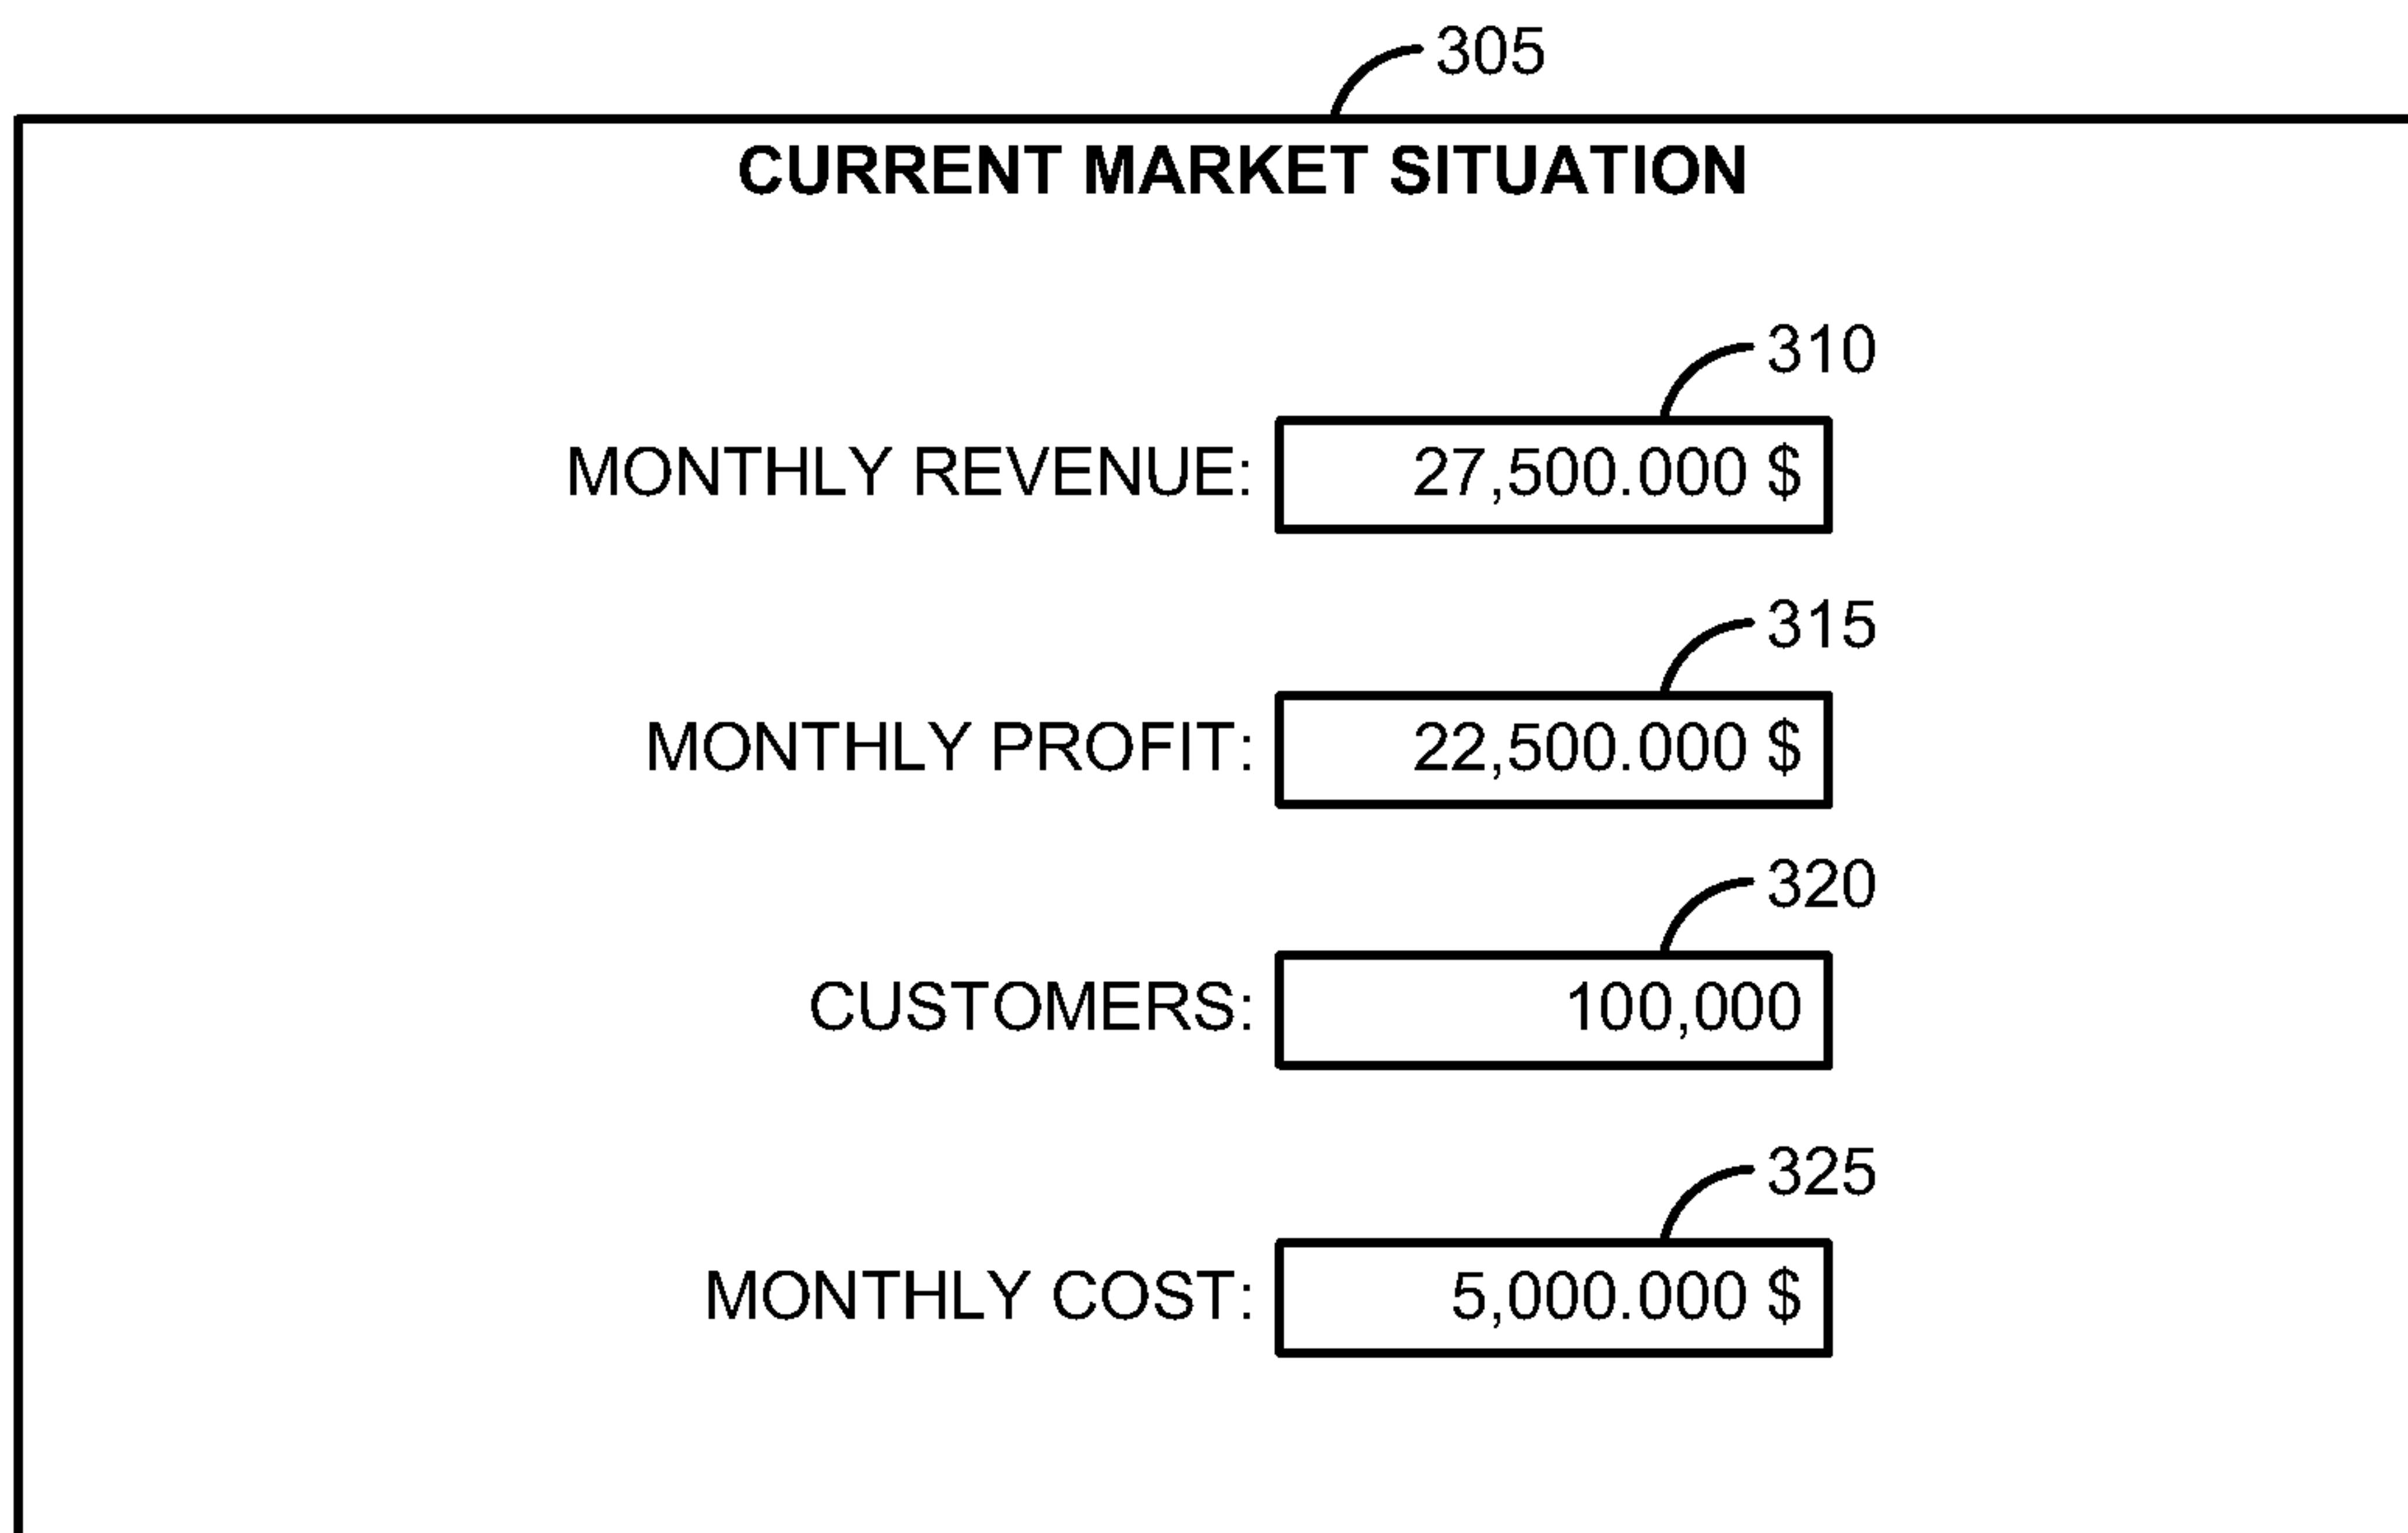 305
CURRENT MARKET SITUATION
310
MONTHLY REVENUE: 27,500.000 $
315
MONTHLY PROFIT: 22,500.000 $
320
CUSTOMERS: 100,000
325
MONTHLY COST: 5,000.000 $